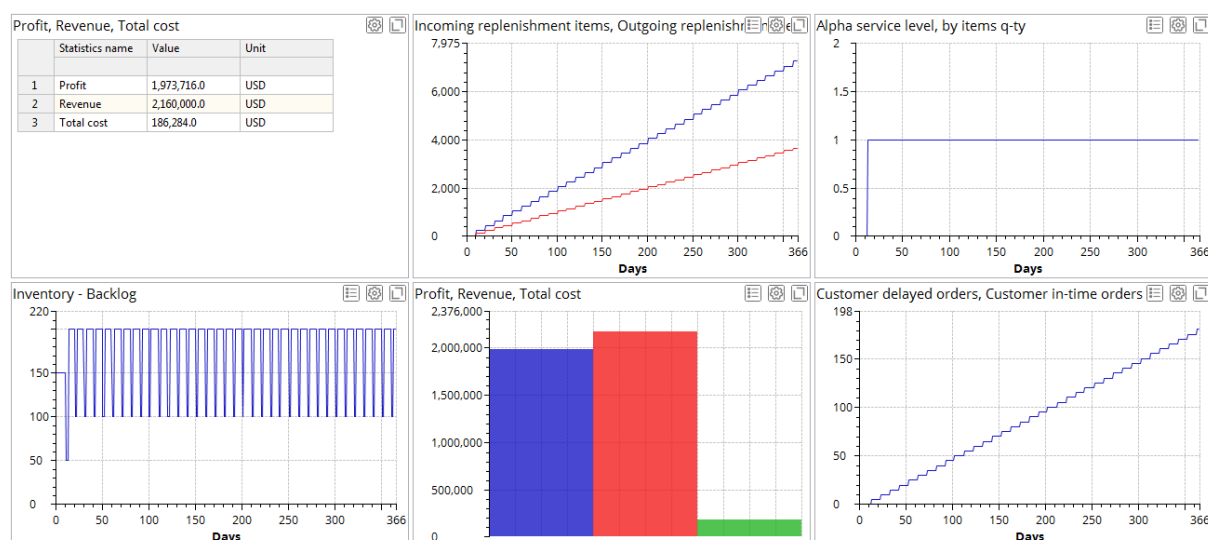 Profit, Revenue, Total cost
Statistics name Value Unit
1 Profit 1,973,716.0 USD
2 Revenue 2,160,000.0 USD
3 Total cost 186,284.0 USD
Incoming replenishment items, Outgoing replenishment
7,975
6,000
4,000
2,000
0
0 50 100 150 200 250 300 366
Days
Alpha service level, by items q-ty
2
1.5
1
0.5
0
0 50 100 150 200 250 300 366
Days
Inventory - Backlog
220
150
100
50
0
0 50 100 150 200 250 300 366
Days
Profit, Revenue, Total cost
2,376,000
2,000,000
1,500,000
1,000,000
500,000
0
Customer delayed orders, Customer in-time orders
198
150
100
50
0
0 50 100 150 200 250 300 366
Days